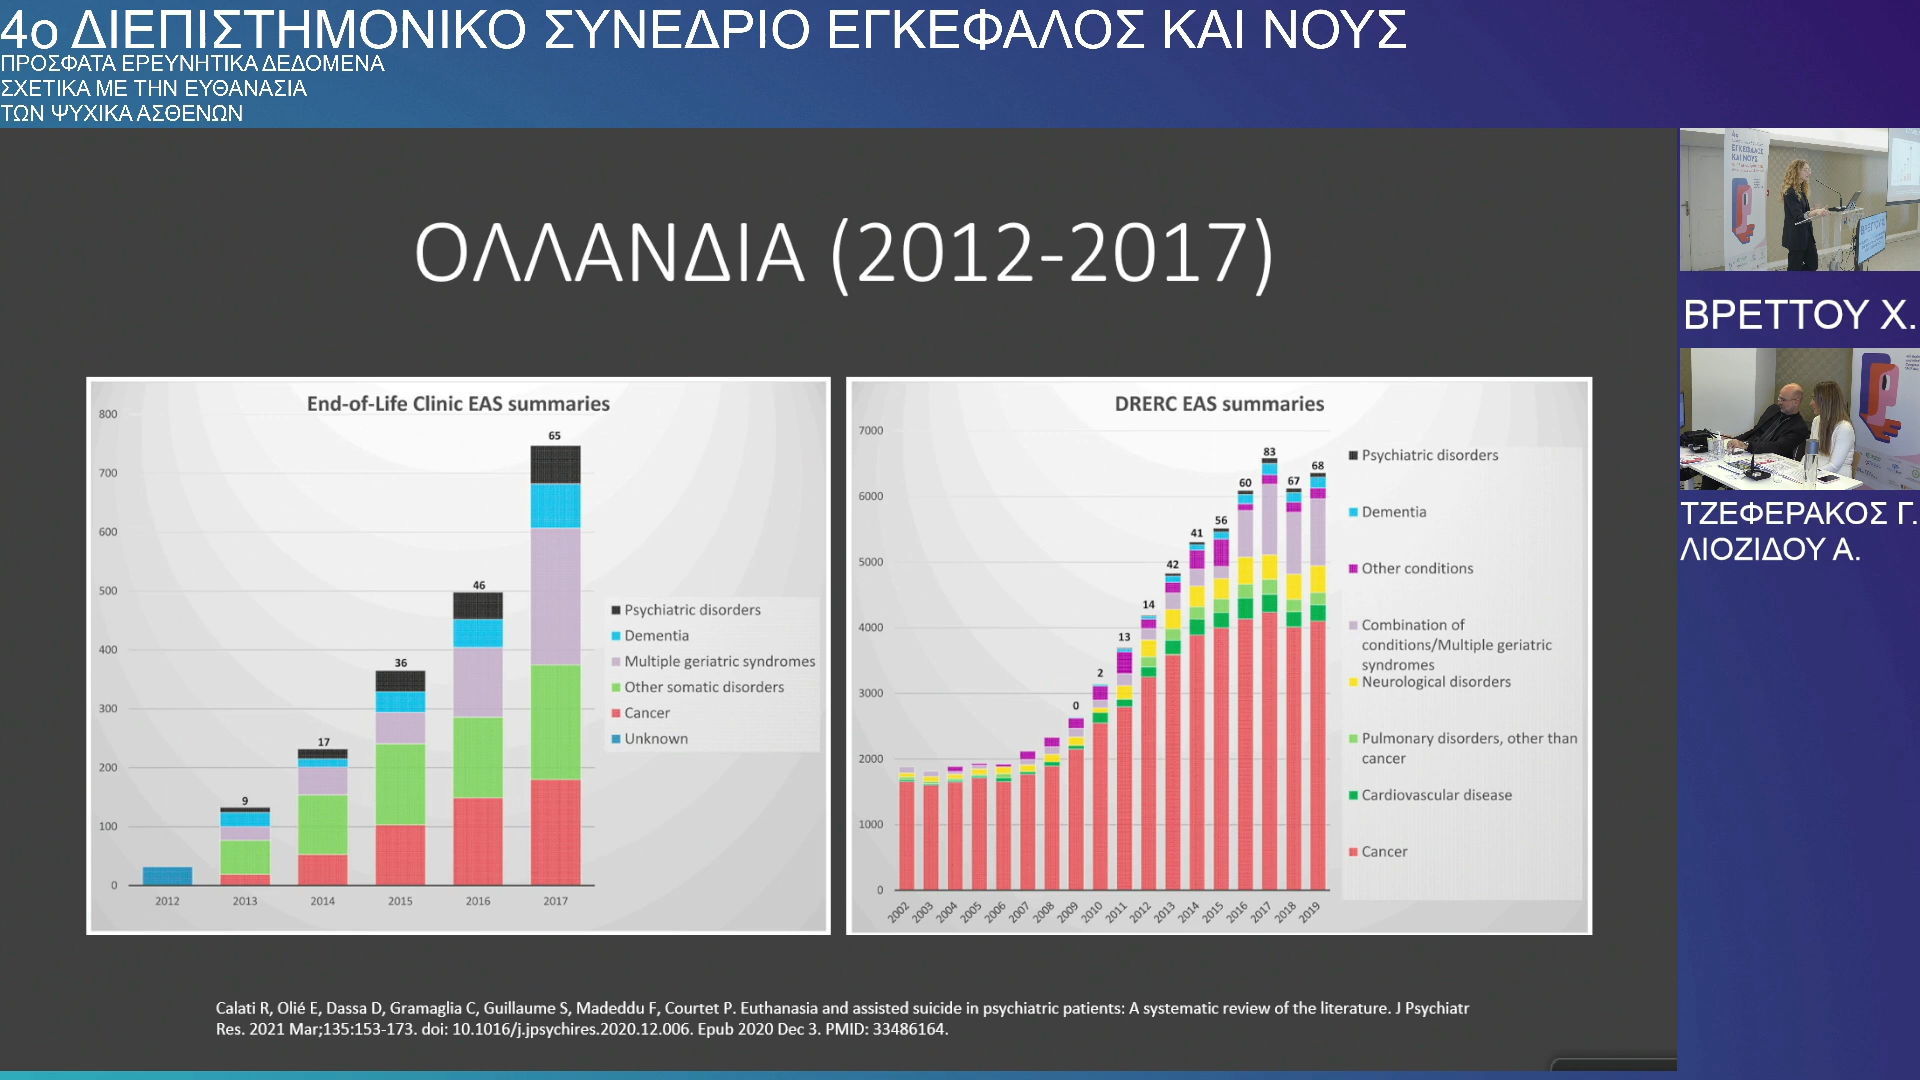 4ο ΔΙΕΠΙΣΤΗΜΟΝΙΚΟ ΣΥΝΕΔΡΙΟ ΕΓΚΕΦΑΛΟΣ ΚΑΙ ΝΟΥΣ
ΠΡΟΣΦΑΤΑ ΕΡΕΥΝΗΤΙΚΑ ΔΕΔΟΜΕΝΑ
ΣΧΕΤΙΚΑ ΜΕ ΤΗΝ ΕΥΘΑΝΑΣΙΑ
ΤΩΝ ΨΥΧΙΚΑ ΑΣΘΕΝΩΝ
ΟΛΛΑΝΔΙΑ (2012-2017)
End-of-Life Clinic EAS summaries
800
700
600
500
400
300
200
100
0
9
17
36
46
65
2012 2013 2014 2015 2016 2017
Psychiatric disorders
Dementia
Multiple geriatric syndromes
Other somatic disorders
Cancer
Unknown
DRERC EAS summaries
7000
6000
5000
4000
3000
2000
1000
0
0 2 13 14 42 41 56 60 83 67 68
2002 2003 2004 2005 2006 2007 2008 2009 2010 2011 2012 2013 2014 2015 2016 2017 2018 2019
Psychiatric disorders
Dementia
Other conditions
Combination of
conditions/Multiple geriatric
syndromes
Neurological disorders
Pulmonary disorders, other than
cancer
Cardiovascular disease
Cancer
Calati R, Olié E, Dassa D, Gramaglia C, Guillaume S, Madeddu F, Courtet P. Euthanasia and assisted suicide in psychiatric patients: A systematic review of the literature. J Psychiatr
Res. 2021 Mar;135:153-173. doi: 10.1016/j.jpsychires.2020.12.006. Epub 2020 Dec 3. PMID: 33486164.
ΕΓΚΕΦΑΛΟΣ
ΚΑΙ ΝΟΥΣ
ΒΡΕΤΤΟΥ Χ.
ΤΖΕΦΕΡΑΚΟΣ Γ.
ΛΙΟΖΙΔΟΥ Α.